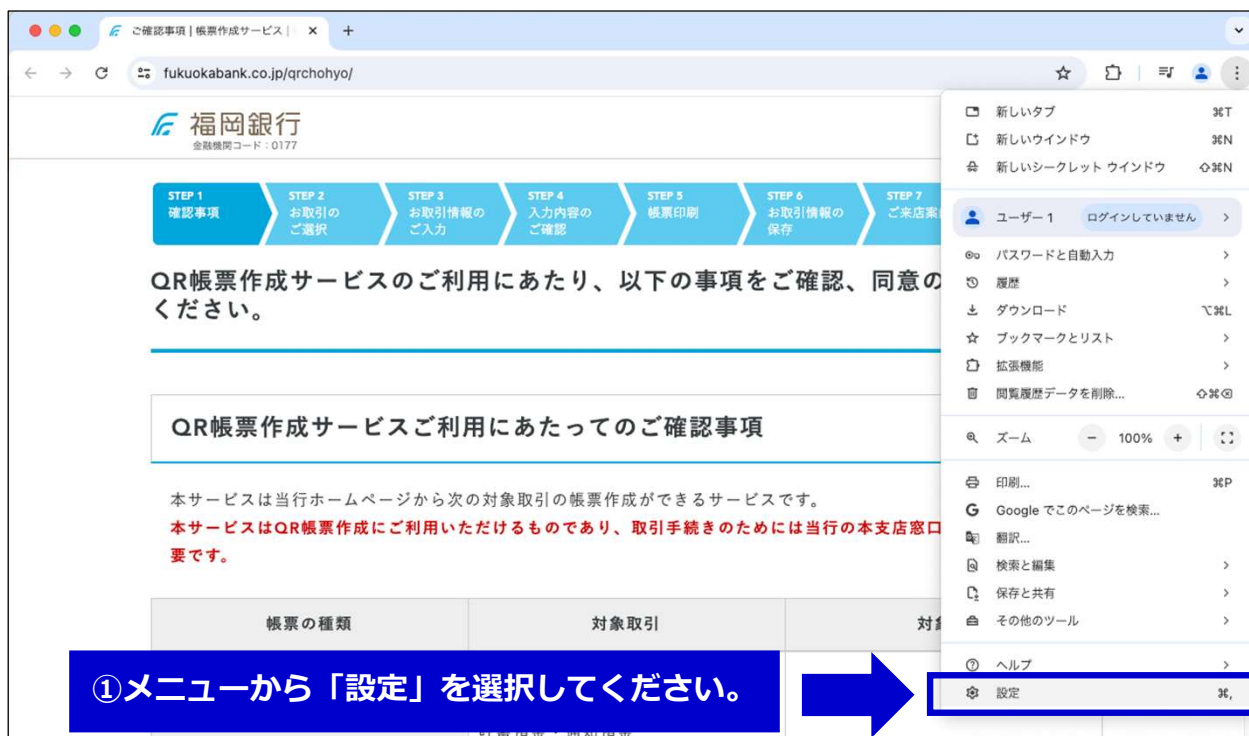 ご確認事項 | 帳票作成サービス |
fukuokabank.co.jp/qrchohyo/
福岡銀行
金融機関コード:0177
STEP 1
確認事項
STEP 2
お取引の
ご選択
STEP 3
お取引情報の
ご入力
STEP 4
入力内容の
ご確認
STEP 5
帳票印刷
STEP 6
お取引情報の
保存
STEP 7
ご来店案
QR帳票作成サービスのご利用にあたり、以下の事項をご確認、同意の
ください。
QR帳票作成サービスご利用にあたってのご確認事項
本サービスは当行ホームページから次の対象取引の帳票作成ができるサービスです。
本サービスはQR帳票作成にご利用いただけるものであり、取引手続きのためには当行の本支店窓口
要です。
帳票の種類 対象取引 対象
①メニューから「設定」を選択してください。
新しいタブ ⌘T
新しいウインドウ ⌘N
新しいシークレット ウインドウ ⇧⌘N
ユーザー 1 ログインしていません
パスワードと自動入力
履歴
ダウンロード ⌥⌘L
ブックマークとリスト
拡張機能
閲覧履歴データを削除... ⇧⌘⌫
ズーム − 100% +
印刷... ⌘P
Google でこのページを検索...
翻訳...
検索と編集
保存と共有
その他のツール
ヘルプ
設定 ⌘,